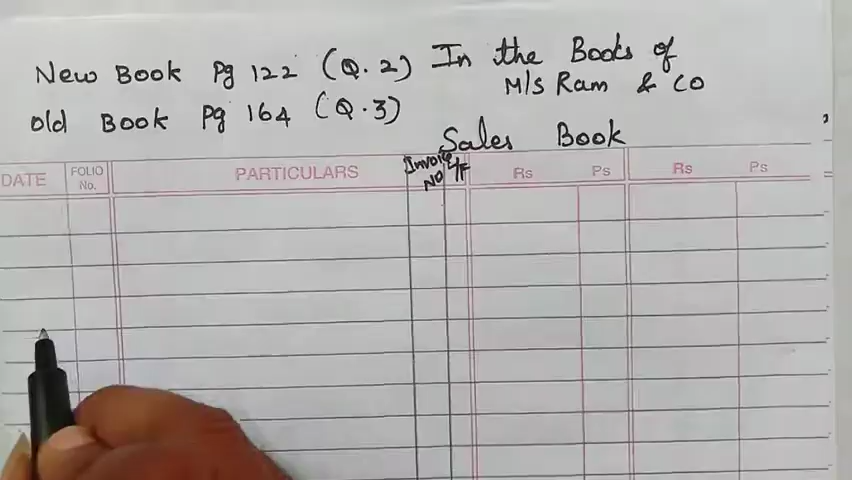 New Book Pg 122 (Q.2) In the Books of
M/s Ram & CO
Old Book Pg 164 (Q.3)
Sales Book
DATE FOLIO No. PARTICULARS Invoice No L/F Rs Ps Rs Ps